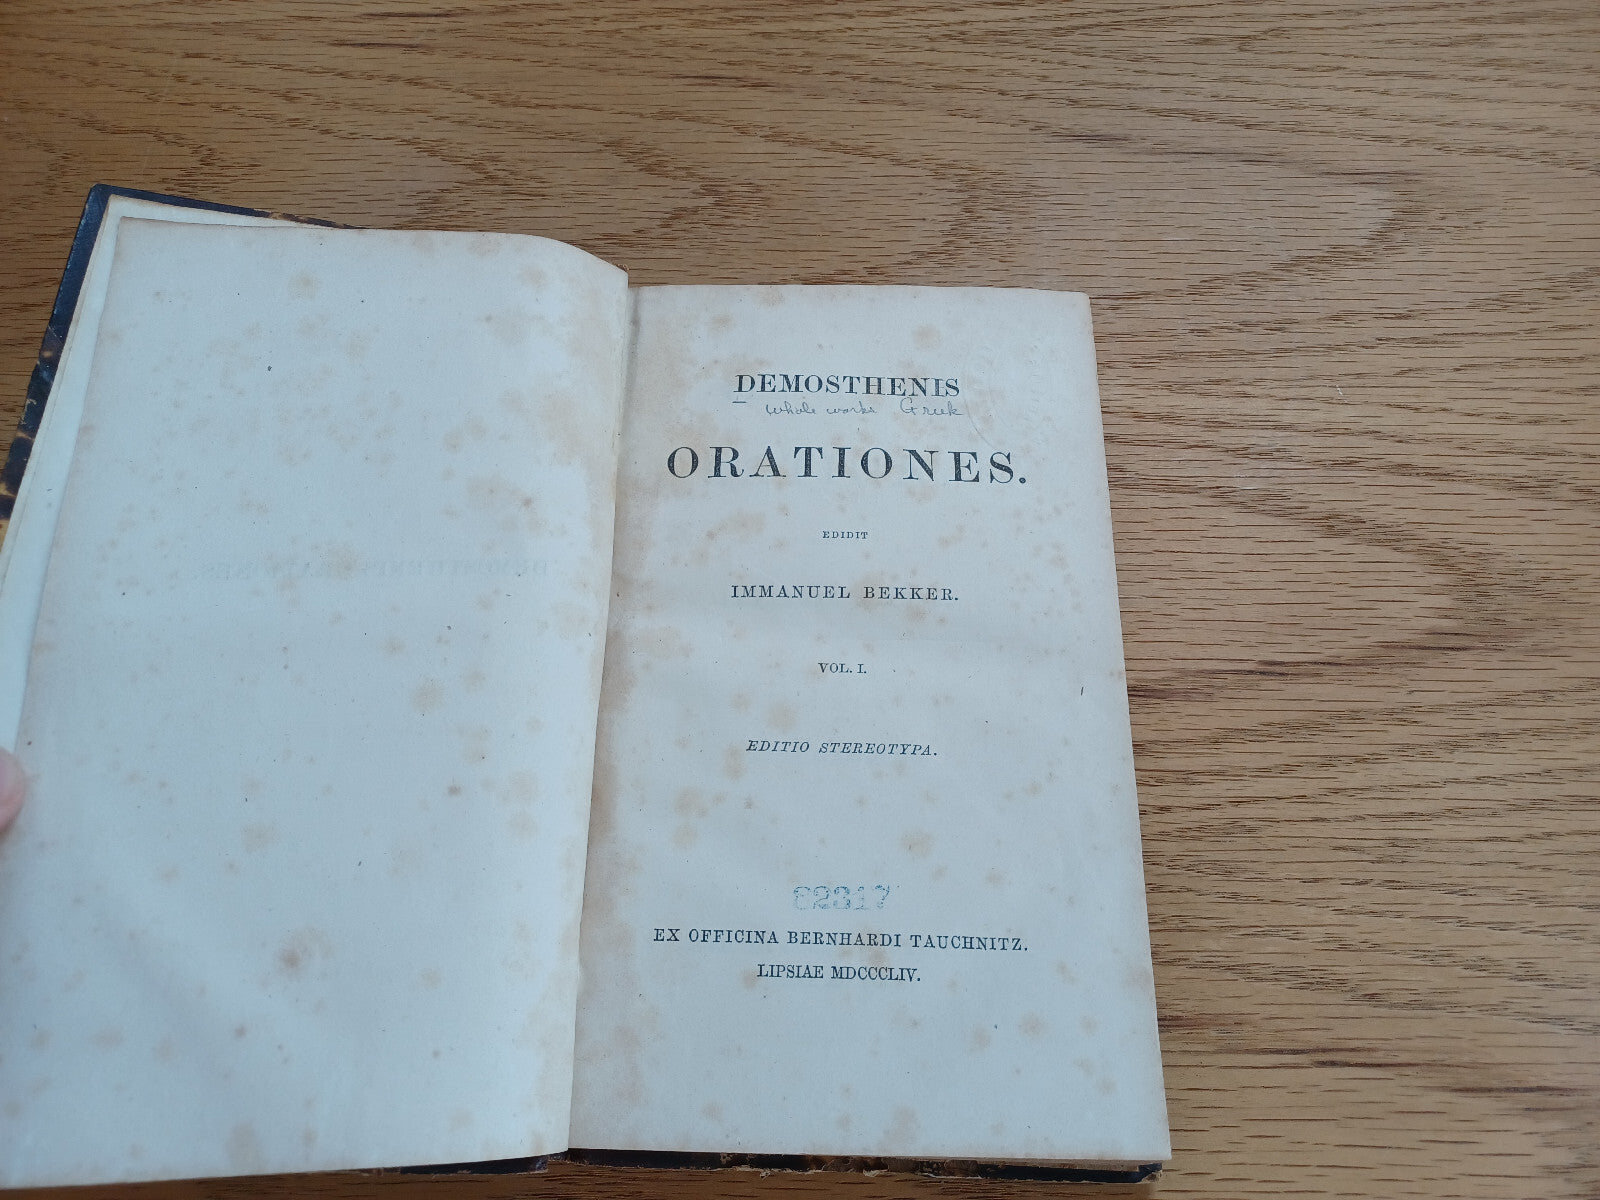 DEMOSTHENIS
whole works Greek
ORATIONES.
EDIDIT
IMMANUEL BEKKER.
VOL. I.
EDITIO STEREOTYPA.
62317
EX OFFICINA BERNHARDI TAUCHNITZ.
LIPSIAE MDCCCLIV.